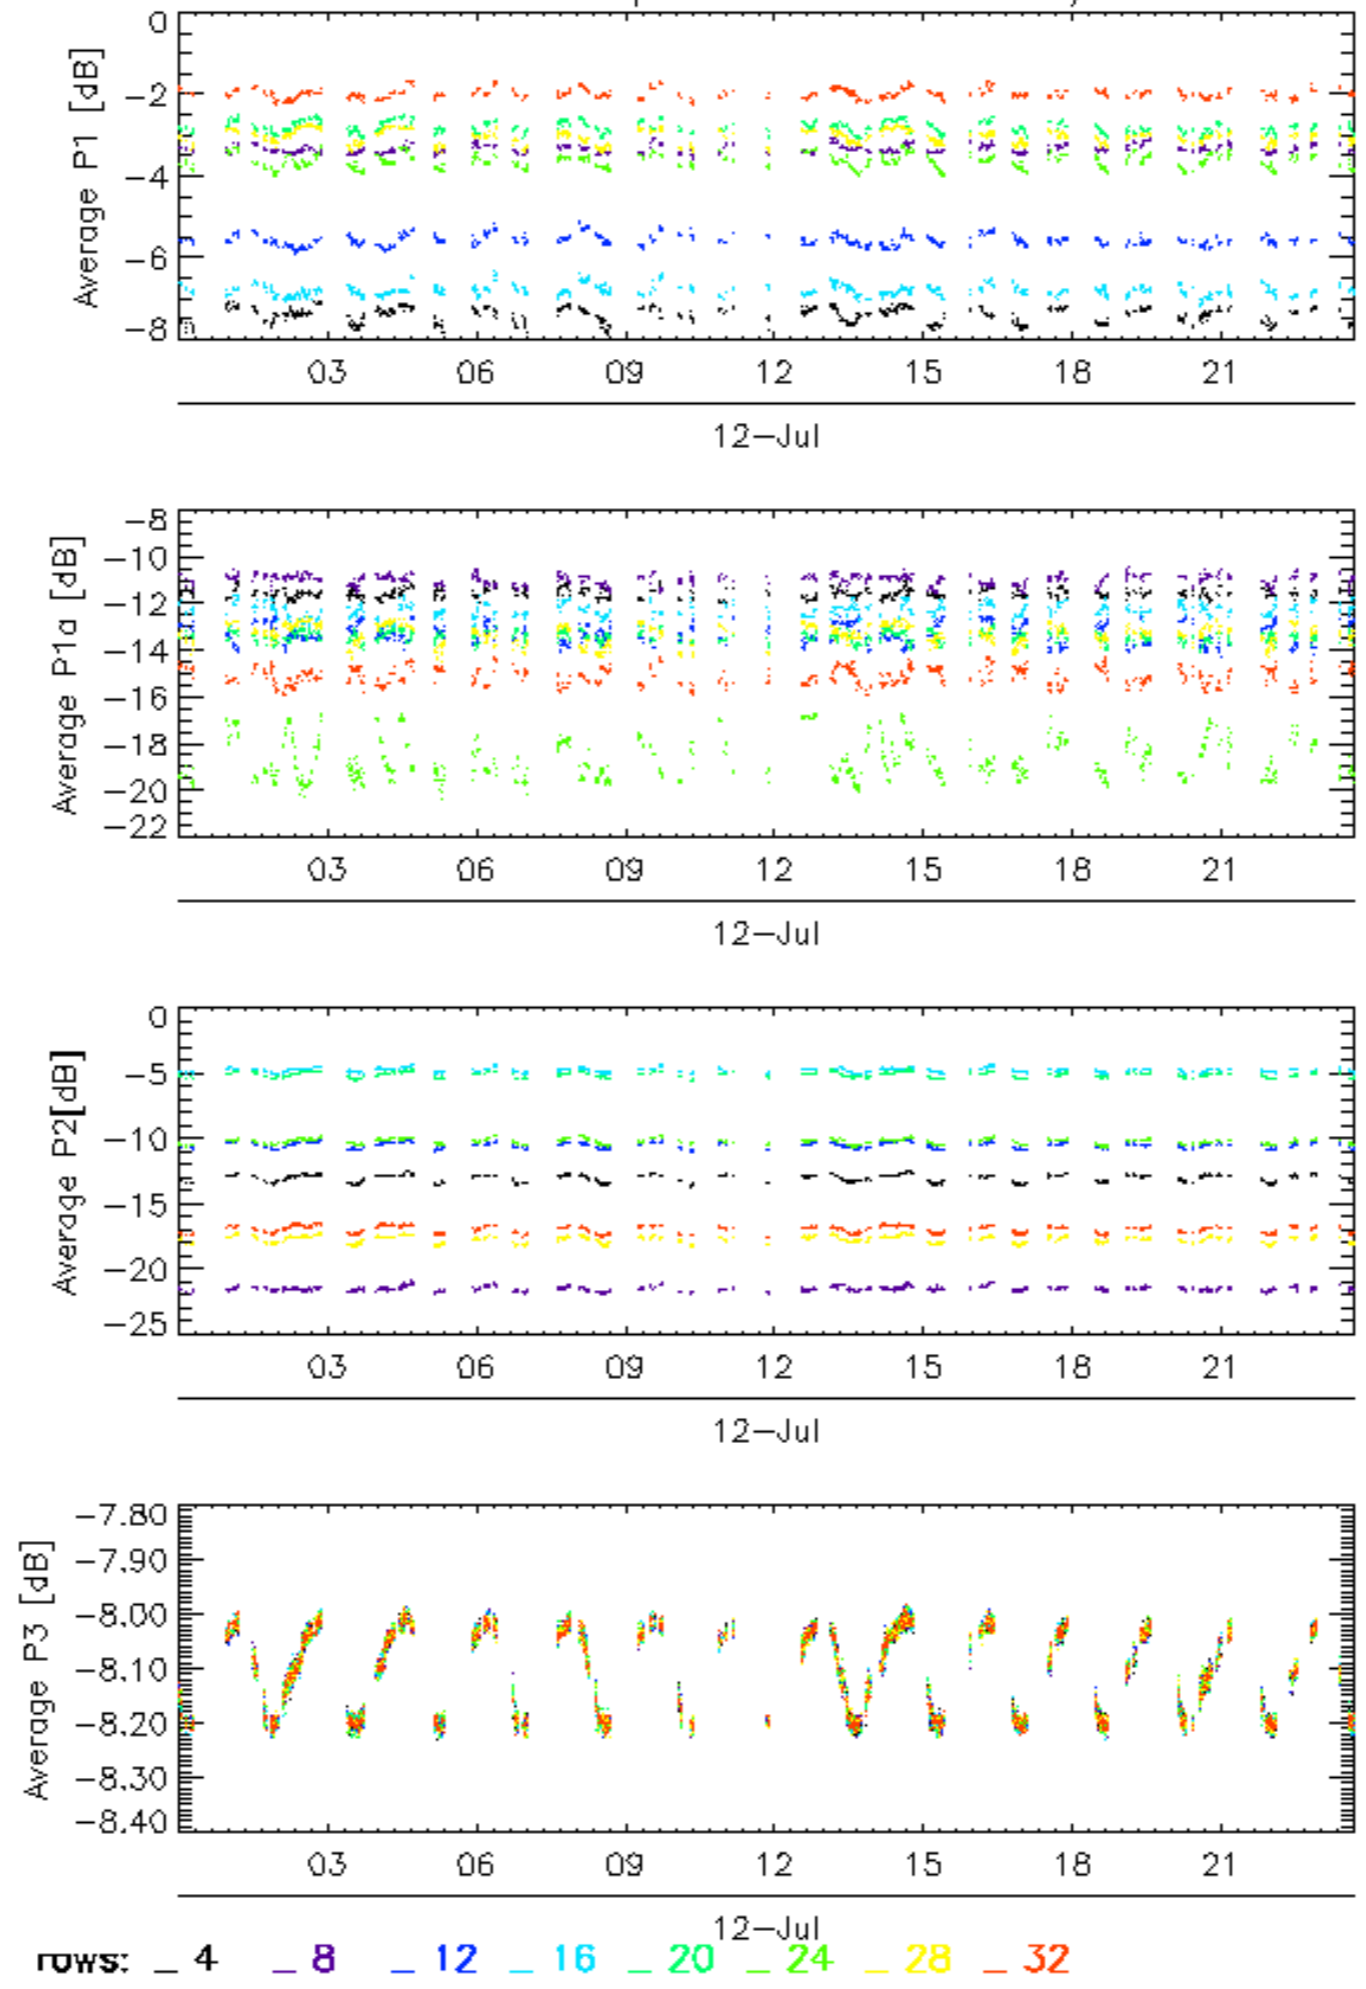 Average P1 [dB]
0
−2
−4
−6
−8
03 06 09 12 15 18 21
12−Jul
Average P1a [dB]
−8
−10
−12
−14
−16
−18
−20
−22
03 06 09 12 15 18 21
12−Jul
Average P2[dB]
0
−5
−10
−15
−20
−25
03 06 09 12 15 18 21
12−Jul
Average P3 [dB]
−7.80
−7.90
−8.00
−8.10
−8.20
−8.30
−8.40
03 06 09 12 15 18 21
12−Jul
rows: _ 4 _ 8 _ 12 _ 16 _ 20 _ 24 _ 28 _ 32